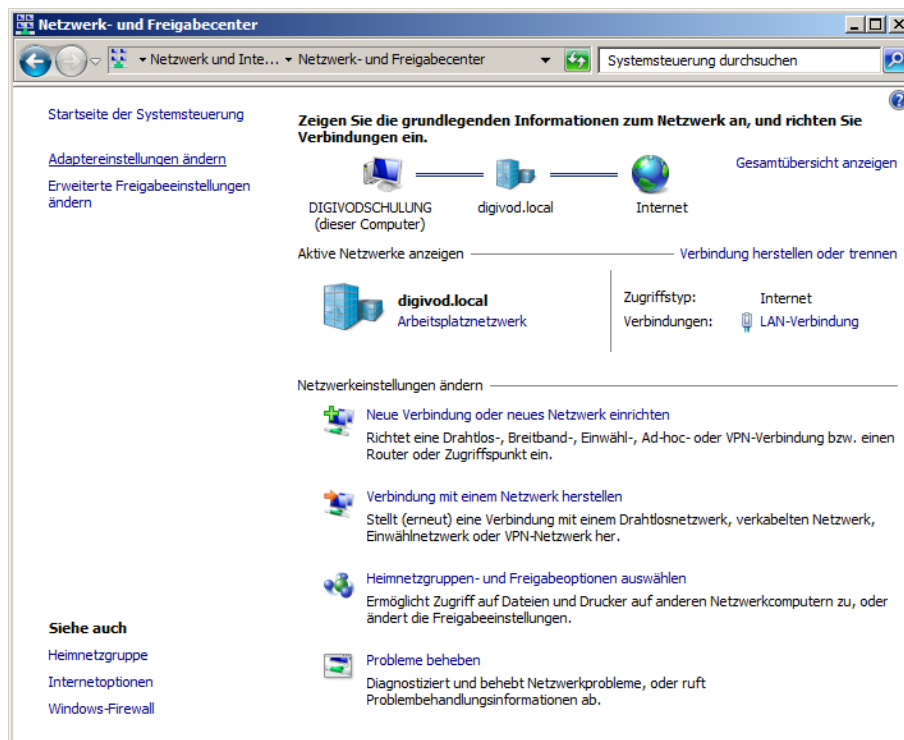 Netzwerk- und Freigabecenter
Netzwerk und Inte... Netzwerk- und Freigabecenter
Systemsteuerung durchsuchen
Startseite der Systemsteuerung
Adaptereinstellungen ändern
Erweiterte Freigabeeinstellungen
ändern
Siehe auch
Heimnetzgruppe
Internetoptionen
Windows-Firewall
Zeigen Sie die grundlegenden Informationen zum Netzwerk an, und richten Sie
Verbindungen ein.
Gesamtübersicht anzeigen
DIGIVODSCHULUNG
(dieser Computer)
digivod.local
Internet
Aktive Netzwerke anzeigen
Verbindung herstellen oder trennen
digivod.local
Arbeitsplatznetzwerk
Zugriffstyp: Internet
Verbindungen: LAN-Verbindung
Netzwerkeinstellungen ändern
Neue Verbindung oder neues Netzwerk einrichten
Richtet eine Drahtlos-, Breitband-, Einwähl-, Ad-hoc- oder VPN-Verbindung bzw. einen
Router oder Zugriffspunkt ein.
Verbindung mit einem Netzwerk herstellen
Stellt (erneut) eine Verbindung mit einem Drahtlosnetzwerk, verkabelten Netzwerk,
Einwählnetzwerk oder VPN-Netzwerk her.
Heimnetzgruppen- und Freigabeoptionen auswählen
Ermöglicht Zugriff auf Dateien und Drucker auf anderen Netzwerkcomputern zu, oder
ändert die Freigabeeinstellungen.
Probleme beheben
Diagnostiziert und behebt Netzwerkprobleme, oder ruft
Problembehandlungsinformationen ab.